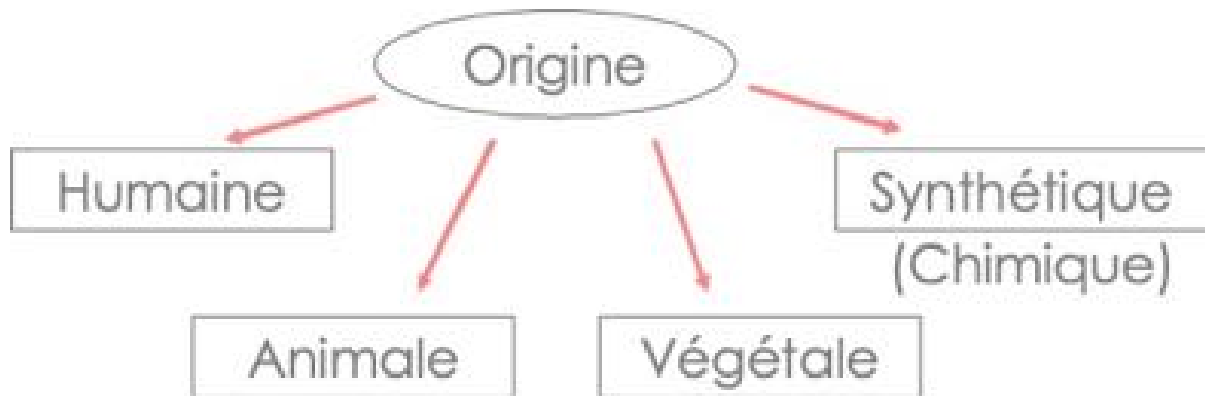 Origine
Humaine
Synthétique
(Chimique)
Animale
Végétale